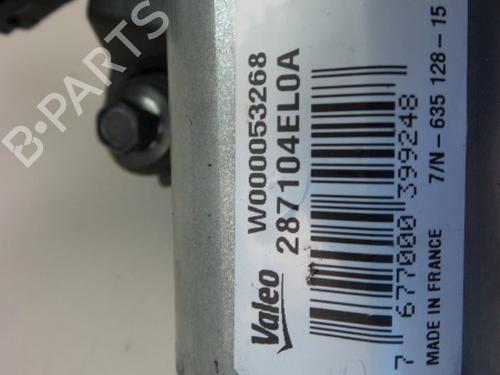 B-PARTS
Valeo
W000053268
287104EL0A
7 677000 399248
7/N-635 128-15
MADE IN FRANCE